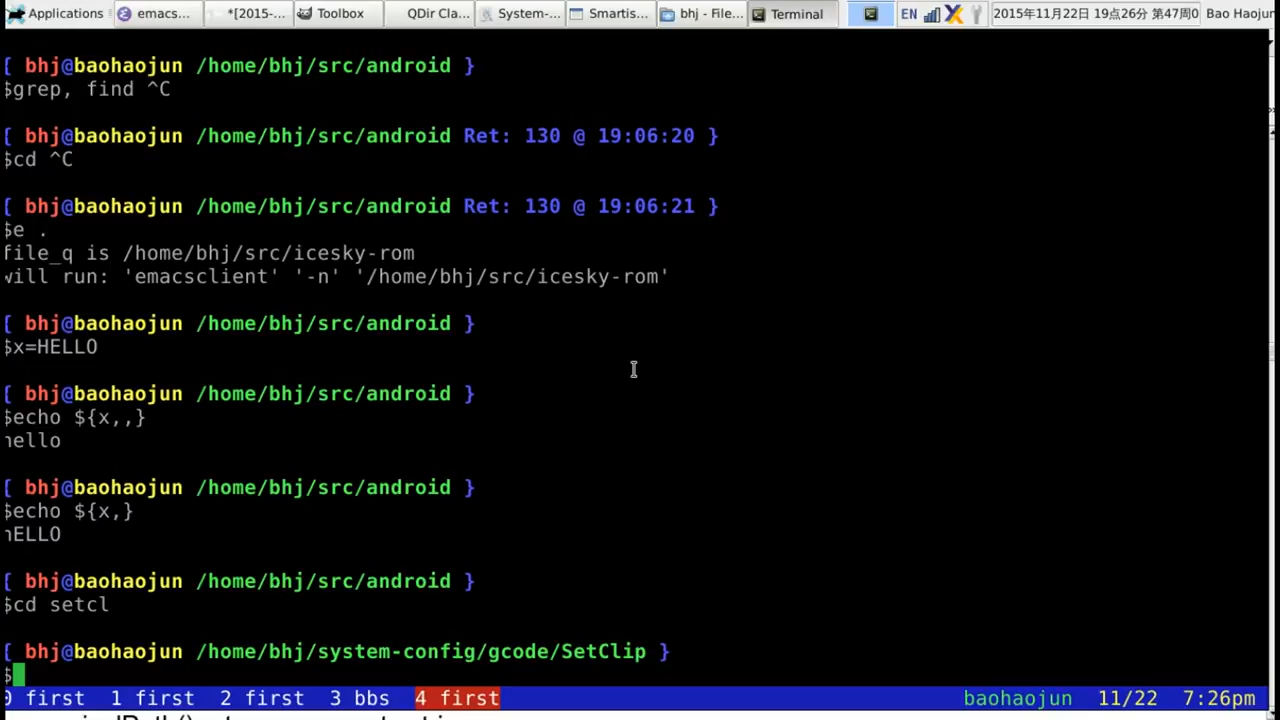 Applications emacs... *[2015-... Toolbox QDir Cla... System-... Smartis... bhj - File... Terminal EN 2015年11月22日 19点26分 第47周0 Bao Haojun
[ bhj@baohaojun /home/bhj/src/android }
$grep, find ^C
[ bhj@baohaojun /home/bhj/src/android Ret: 130 @ 19:06:20 }
$cd ^C
[ bhj@baohaojun /home/bhj/src/android Ret: 130 @ 19:06:21 }
$e .
file_q is /home/bhj/src/icesky-rom
will run: 'emacsclient' '-n' '/home/bhj/src/icesky-rom'
[ bhj@baohaojun /home/bhj/src/android }
$x=HELLO
[ bhj@baohaojun /home/bhj/src/android }
$echo ${x,,}
hello
[ bhj@baohaojun /home/bhj/src/android }
$echo ${x,}
hELLO
[ bhj@baohaojun /home/bhj/src/android }
$cd setcl
[ bhj@baohaojun /home/bhj/system-config/gcode/SetClip }
$
0 first 1 first 2 first 3 bbs 4 first baohaojun 11/22 7:26pm